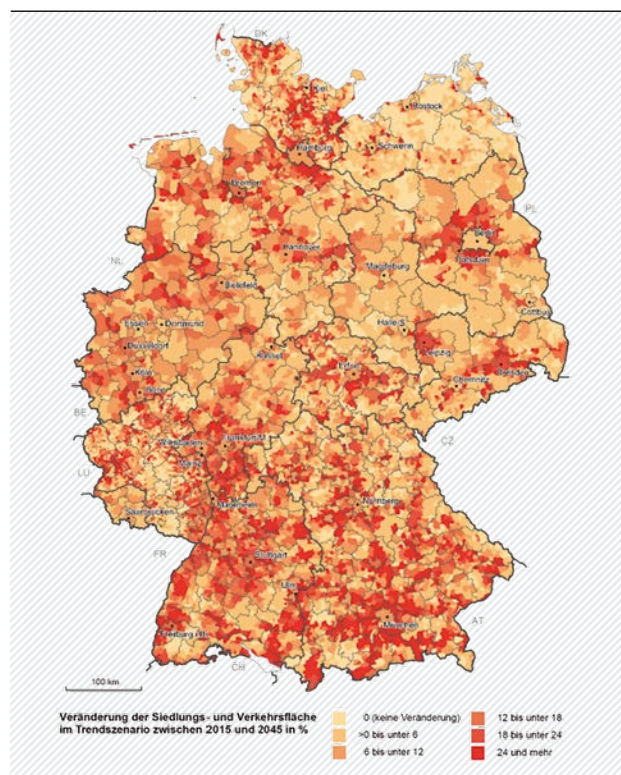 DK
Kiel
Rostock
Hamburg
Schwerin
Bremen
PL
Berlin
Potsdam
NL
Hannover
Magdeburg
Bielefeld
Cottbus
Essen
Dortmund
Halle/S.
Düsseldorf
Kassel
Leipzig
Köln
Erfurt
Dresden
Bonn
Chemnitz
BE
Frankfurt/M.
CZ
Wiesbaden
Mainz
LU
Nürnberg
Mannheim
Saarbrücken
FR
Stuttgart
Ulm
München
AT
Freiburg i.Br.
CH
100 km
Veränderung der Siedlungs- und Verkehrsfläche
im Trendszenario zwischen 2015 und 2045 in %
0 (keine Veränderung)
>0 bis unter 6
6 bis unter 12
12 bis unter 18
18 bis unter 24
24 und mehr